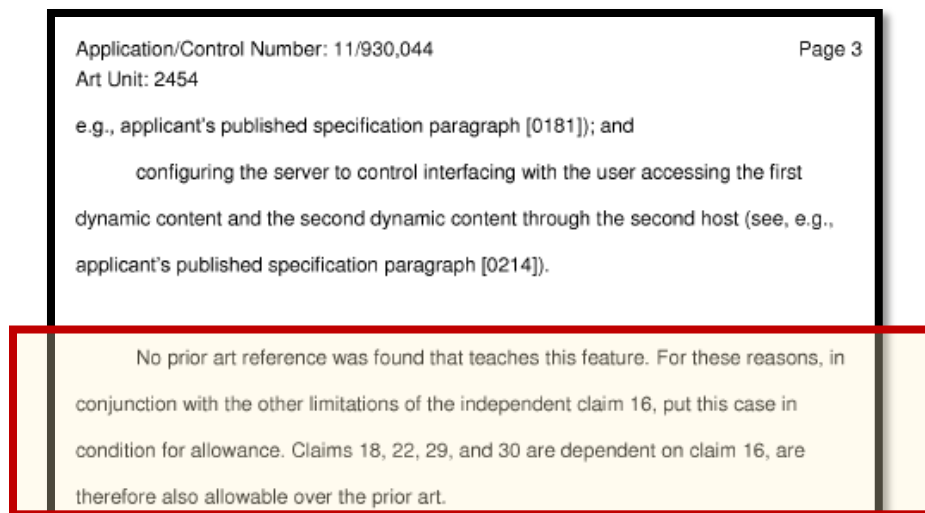 Application/Control Number: 11/930,044 Page 3
Art Unit: 2454
e.g., applicant's published specification paragraph [0181]); and
configuring the server to control interfacing with the user accessing the first
dynamic content and the second dynamic content through the second host (see, e.g.,
applicant's published specification paragraph [0214]).
No prior art reference was found that teaches this feature. For these reasons, in
conjunction with the other limitations of the independent claim 16, put this case in
condition for allowance. Claims 18, 22, 29, and 30 are dependent on claim 16, are
therefore also allowable over the prior art.